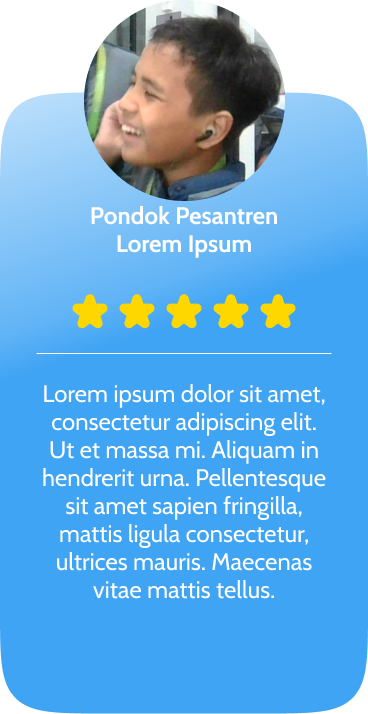 Pondok Pesantren
Lorem Ipsum
Lorem ipsum dolor sit amet,
consectetur adipiscing elit.
Ut et massa mi. Aliquam in
hendrerit urna. Pellentesque
sit amet sapien fringilla,
mattis ligula consectetur,
ultrices mauris. Maecenas
vitae mattis tellus.